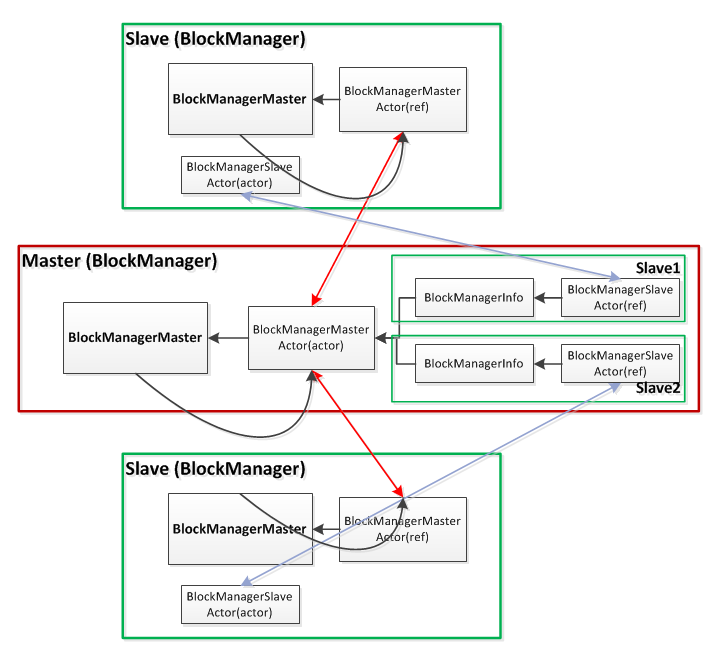 Slave (BlockManager)
BlockManagerMaster
BlockManagerMaster
Actor(ref)
BlockManagerSlave
Actor(actor)
Master (BlockManager)
Slave1
BlockManagerInfo
BlockManagerSlave
Actor(ref)
BlockManagerMaster
BlockManagerMaster
Actor(actor)
BlockManagerInfo
BlockManagerSlave
Actor(ref)
Slave2
Slave (BlockManager)
BlockManagerMaster
BlockManagerMaster
Actor(ref)
BlockManagerSlave
Actor(actor)